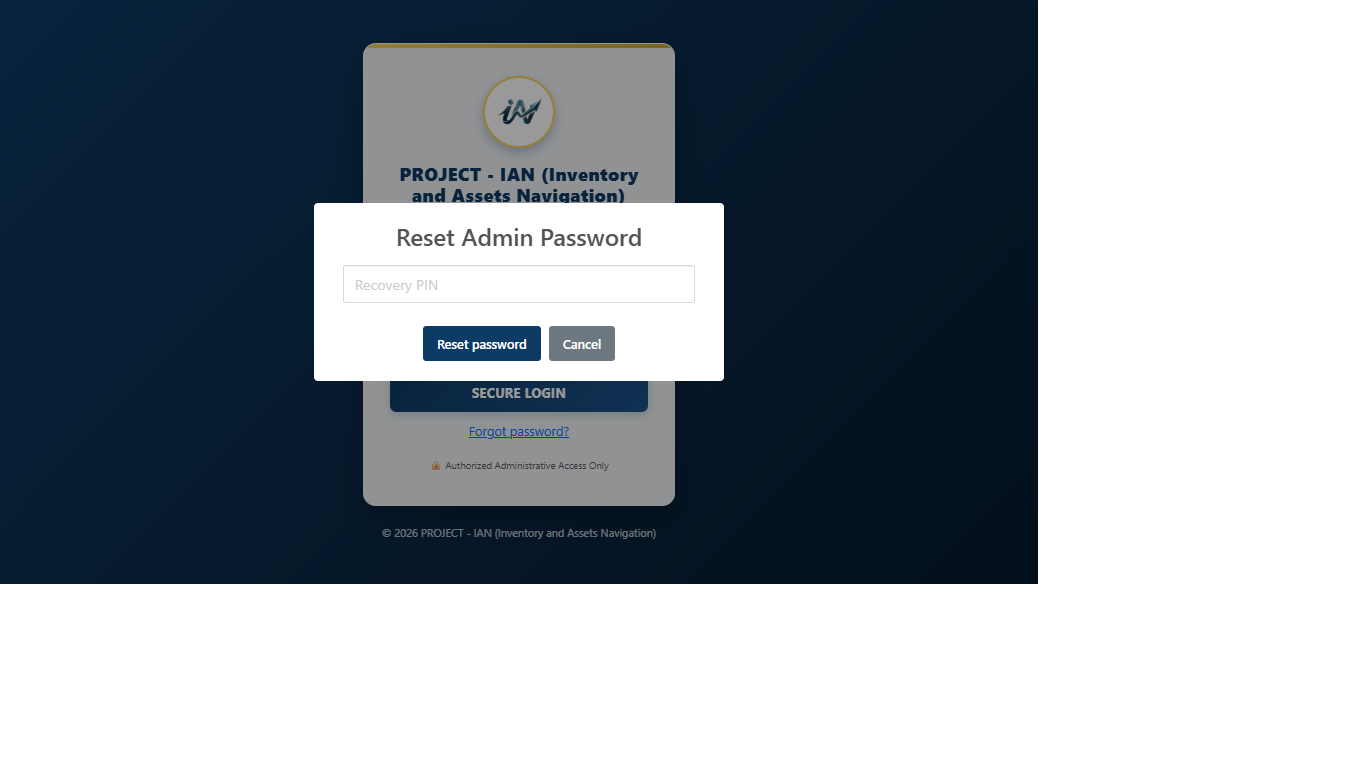 iAN
PROJECT - IAN (Inventory
and Assets Navigation)
Reset Admin Password
Recovery PIN
Reset password
Cancel
SECURE LOGIN
Forgot password?
Authorized Administrative Access Only
© 2026 PROJECT - IAN (Inventory and Assets Navigation)